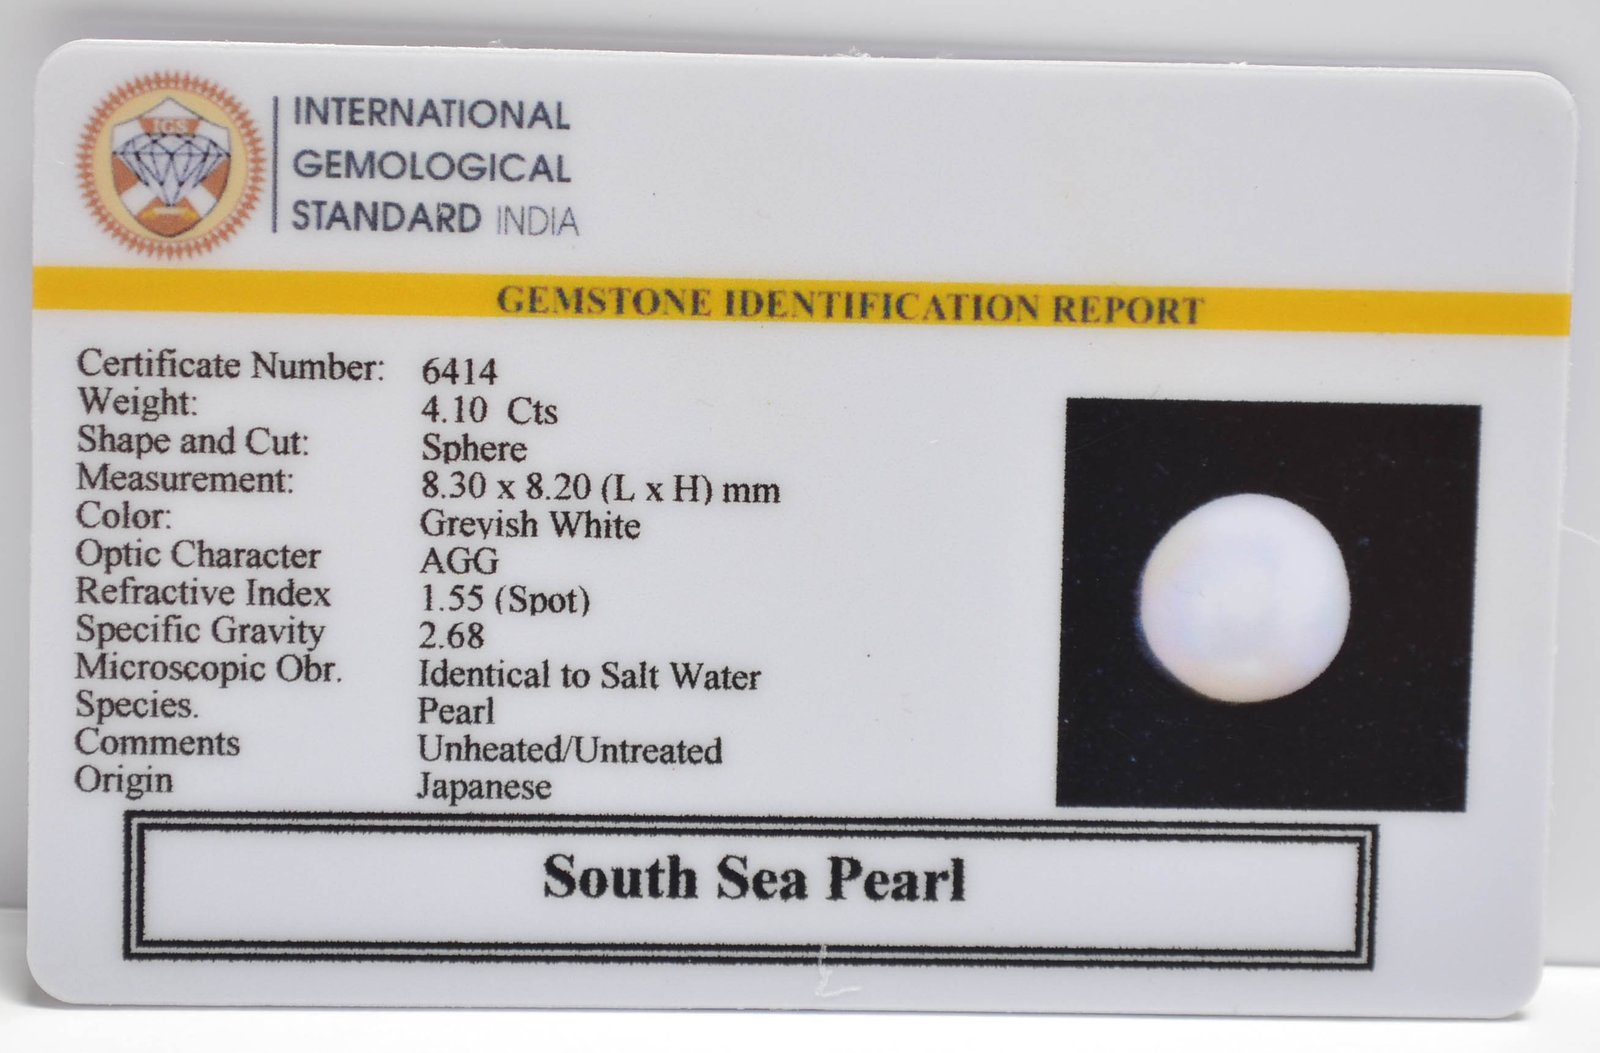 IGS
INTERNATIONAL
GEMOLOGICAL
STANDARD INDIA
GEMSTONE IDENTIFICATION REPORT
Certificate Number: 6414
Weight: 4.10 Cts
Shape and Cut: Sphere
Measurement: 8.30 x 8.20 (L x H) mm
Color: Greyish White
Optic Character AGG
Refractive Index 1.55 (Spot)
Specific Gravity 2.68
Microscopic Obr. Identical to Salt Water
Species. Pearl
Comments Unheated/Untreated
Origin Japanese
South Sea Pearl